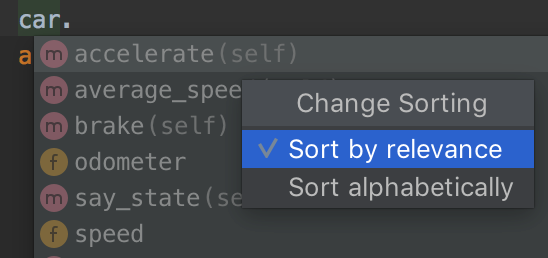 car.
a
m accelerate(self)
m average_spee
m brake(self)
f odometer
m say_state(se
f speed
Change Sorting
✓ Sort by relevance
Sort alphabetically